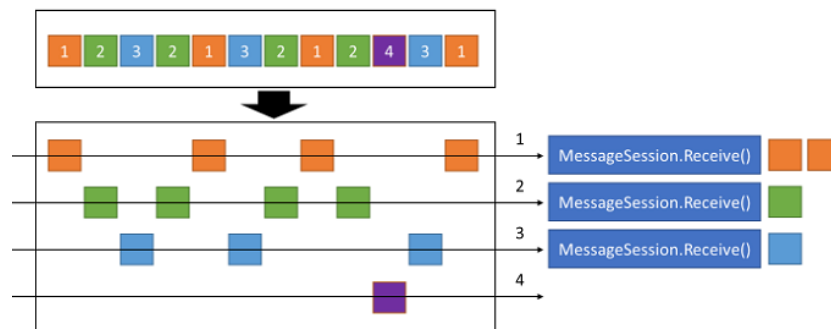 1 2 3 2 1 3 2 1 2 4 3 1
1
MessageSession.Receive()
2
MessageSession.Receive()
3
MessageSession.Receive()
4